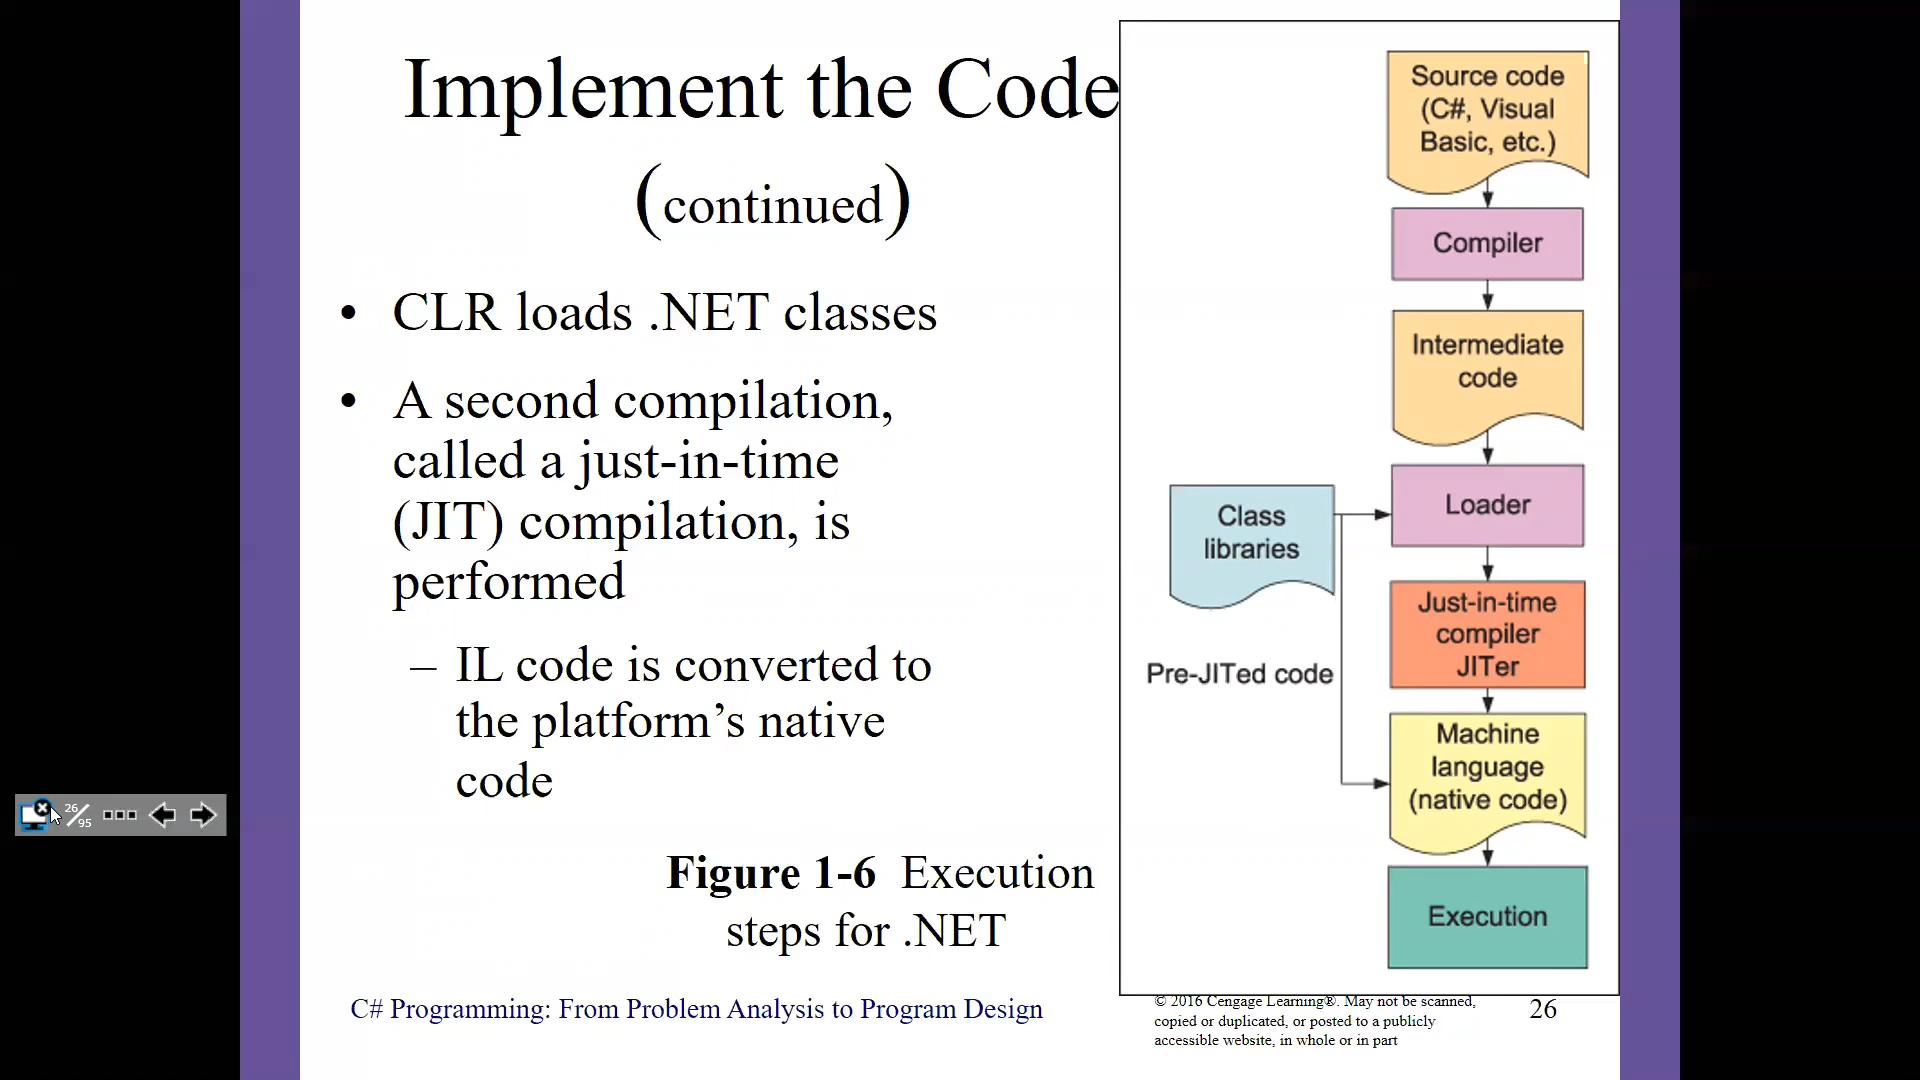 Implement the Code
(continued)
• CLR loads .NET classes
• A second compilation,
called a just-in-time
(JIT) compilation, is
performed
– IL code is converted to
the platform’s native
code
Figure 1-6 Execution
steps for .NET
Source code
(C#, Visual
Basic, etc.)
Compiler
Intermediate
code
Class
libraries
Loader
Just-in-time
compiler
JITer
Pre-JITed code
Machine
language
(native code)
Execution
26/95
C# Programming: From Problem Analysis to Program Design
© 2016 Cengage Learning®. May not be scanned,
copied or duplicated, or posted to a publicly
accessible website, in whole or in part
26